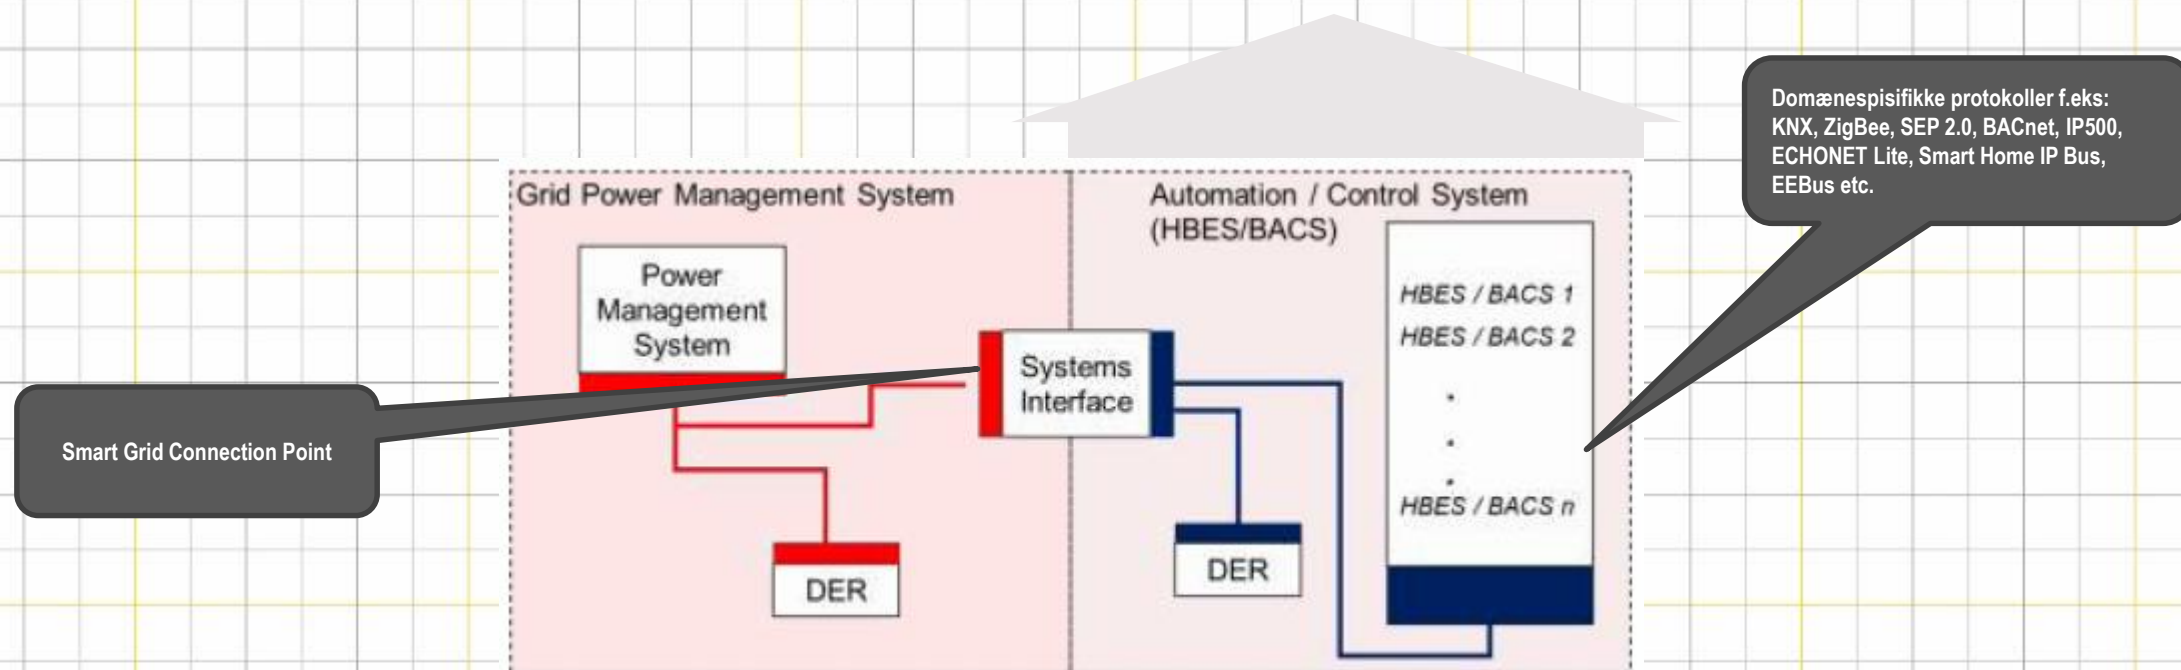 Domænespisifikke protokoller f.eks:
KNX, ZigBee, SEP 2.0, BACnet, IP500,
ECHONET Lite, Smart Home IP Bus,
EEBus etc.
Grid Power Management System
Automation / Control System
(HBES/BACS)
Power
Management
System
HBES / BACS 1
HBES / BACS 2
.
.
.
HBES / BACS n
Systems
Interface
Smart Grid Connection Point
DER
DER